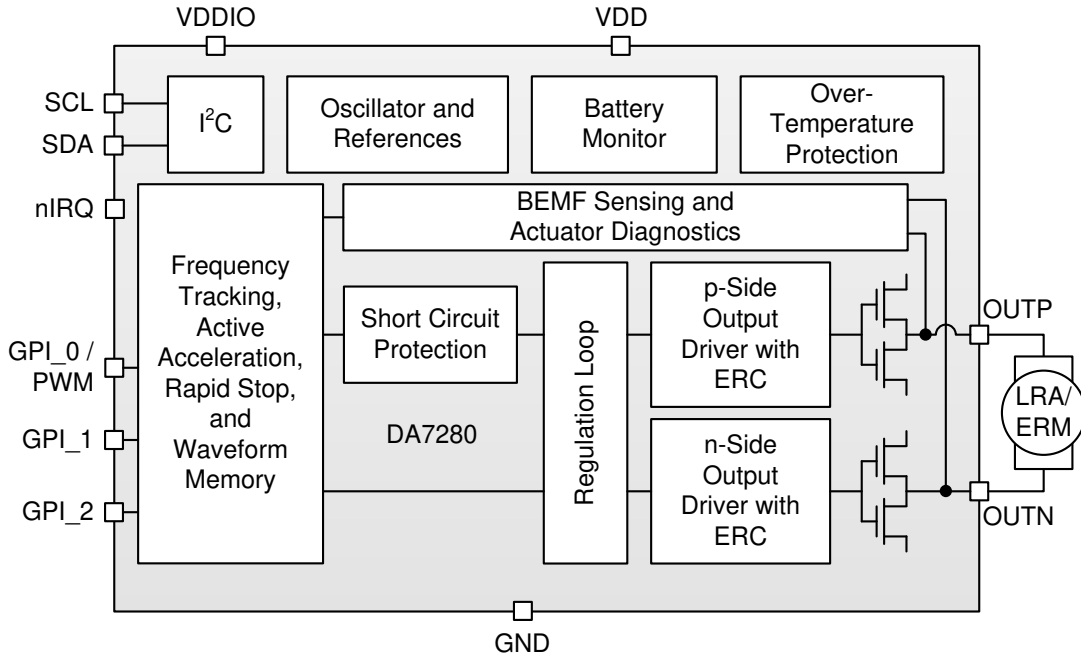 VDDIO
VDD
SCL
SDA
I²C
Oscillator and
References
Battery
Monitor
Over-
Temperature
Protection
nIRQ
BEMF Sensing and
Actuator Diagnostics
Frequency
Tracking,
Active
Acceleration,
Rapid Stop,
and
Waveform
Memory
Short Circuit
Protection
Regulation Loop
p-Side
Output
Driver with
ERC
OUTP
GPI_0 /
PWM
LRA/
ERM
GPI_1
DA7280
n-Side
Output
Driver with
ERC
GPI_2
OUTN
GND